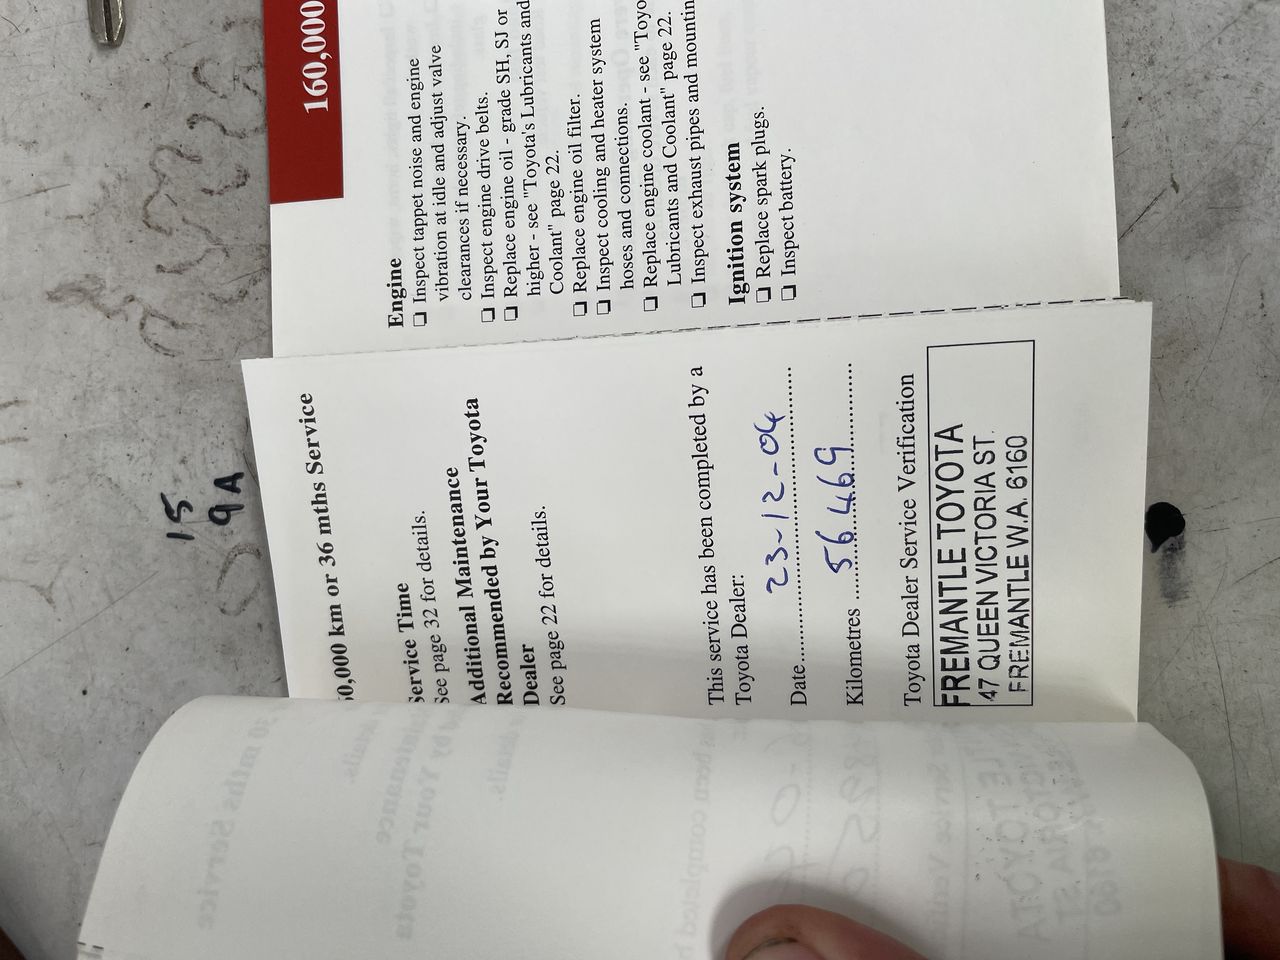 0,000 km or 36 mths Service
Service Time
See page 32 for details.
Additional Maintenance
Recommended by Your Toyota
Dealer
See page 22 for details.
This service has been completed by a
Toyota Dealer:
Date 23-12-04
Kilometres 56469
Toyota Dealer Service Verification
FREMANTLE TOYOTA
47 QUEEN VICTORIA ST.
FREMANTLE W.A. 6160
160,000
Engine
❏ Inspect tappet noise and engine
vibration at idle and adjust valve
clearances if necessary.
❏ Inspect engine drive belts.
❏ Replace engine oil - grade SH, SJ or
higher - see "Toyota's Lubricants and
Coolant" page 22.
❏ Replace engine oil filter.
❏ Inspect cooling and heater system
hoses and connections.
❏ Replace engine coolant - see "Toyo
Lubricants and Coolant" page 22.
❏ Inspect exhaust pipes and mountin
Ignition system
❏ Replace spark plugs.
❏ Inspect battery.
15
9A